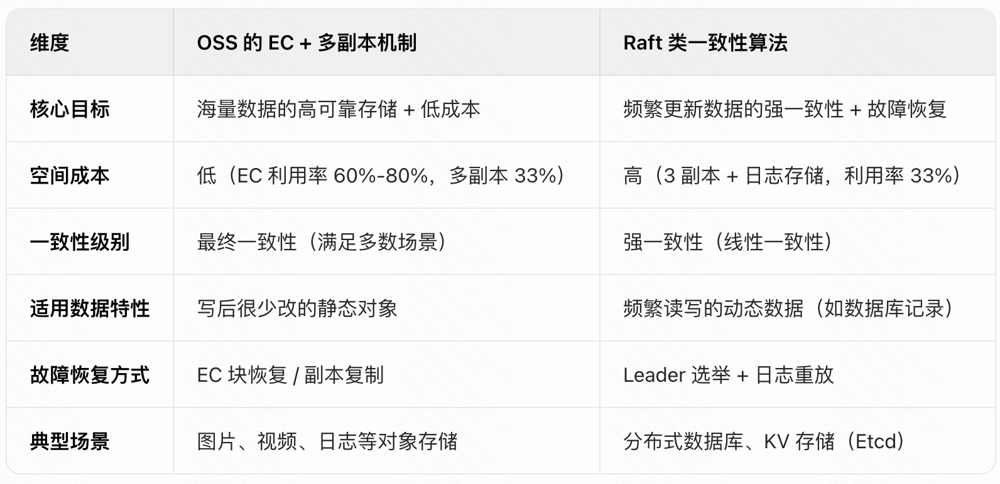 维度 OSS 的 EC + 多副本机制 Raft 类一致性算法
核心目标 海量数据的高可靠存储 + 低成本 频繁更新数据的强一致性 + 故障恢复
空间成本 低（EC 利用率 60%-80%，多副本 33%） 高（3 副本 + 日志存储，利用率 33%）
一致性级别 最终一致性（满足多数场景） 强一致性（线性一致性）
适用数据特性 写后很少改的静态对象 频繁读写的动态数据（如数据库记录）
故障恢复方式 EC 块恢复 / 副本复制 Leader 选举 + 日志重放
典型场景 图片、视频、日志等对象存储 分布式数据库、KV 存储（Etcd）